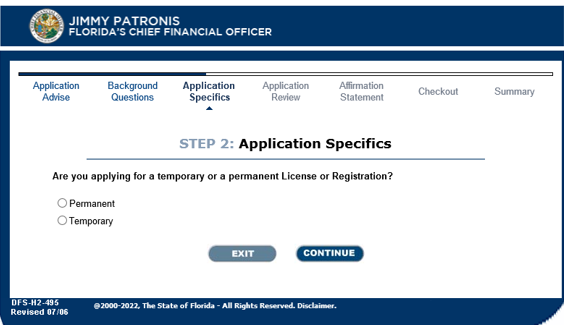 JIMMY PATRONIS
FLORIDA'S CHIEF FINANCIAL OFFICER
Application Advise
Background Questions
Application Specifics
Application Review
Affirmation Statement
Checkout
Summary
STEP 2: Application Specifics
Are you applying for a temporary or a permanent License or Registration?
Permanent
Temporary
EXIT
CONTINUE
DFS-H2-495
Revised 07/06
@2000-2022, The State of Florida - All Rights Reserved. Disclaimer.